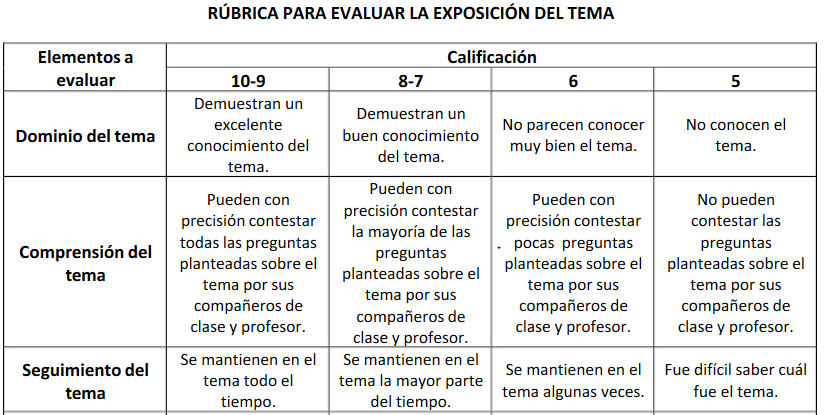 RÚBRICA PARA EVALUAR LA EXPOSICIÓN DEL TEMA
Elementos a
evaluar
Calificación
10-9
8-7
6
5
Dominio del tema
Demuestran un
excelente
conocimiento del
tema.
Demuestran un
buen conocimiento
del tema.
No parecen conocer
muy bien el tema.
No conocen el
tema.
Comprensión del
tema
Pueden con
precisión contestar
todas las preguntas
planteadas sobre el
tema por sus
compañeros de
clase y profesor.
Pueden con
precisión contestar
la mayoría de las
preguntas
planteadas sobre el
tema por sus
compañeros de
clase y profesor.
Pueden con
precisión contestar
pocas preguntas
planteadas sobre el
tema por sus
compañeros de
clase y profesor.
No pueden
contestar las
preguntas
planteadas sobre el
tema por sus
compañeros de
clase y profesor.
Seguimiento del
tema
Se mantienen en el
tema todo el
tiempo.
Se mantienen en el
tema la mayor parte
del tiempo.
Se mantienen en el
tema algunas veces.
Fue difícil saber cuál
fue el tema.